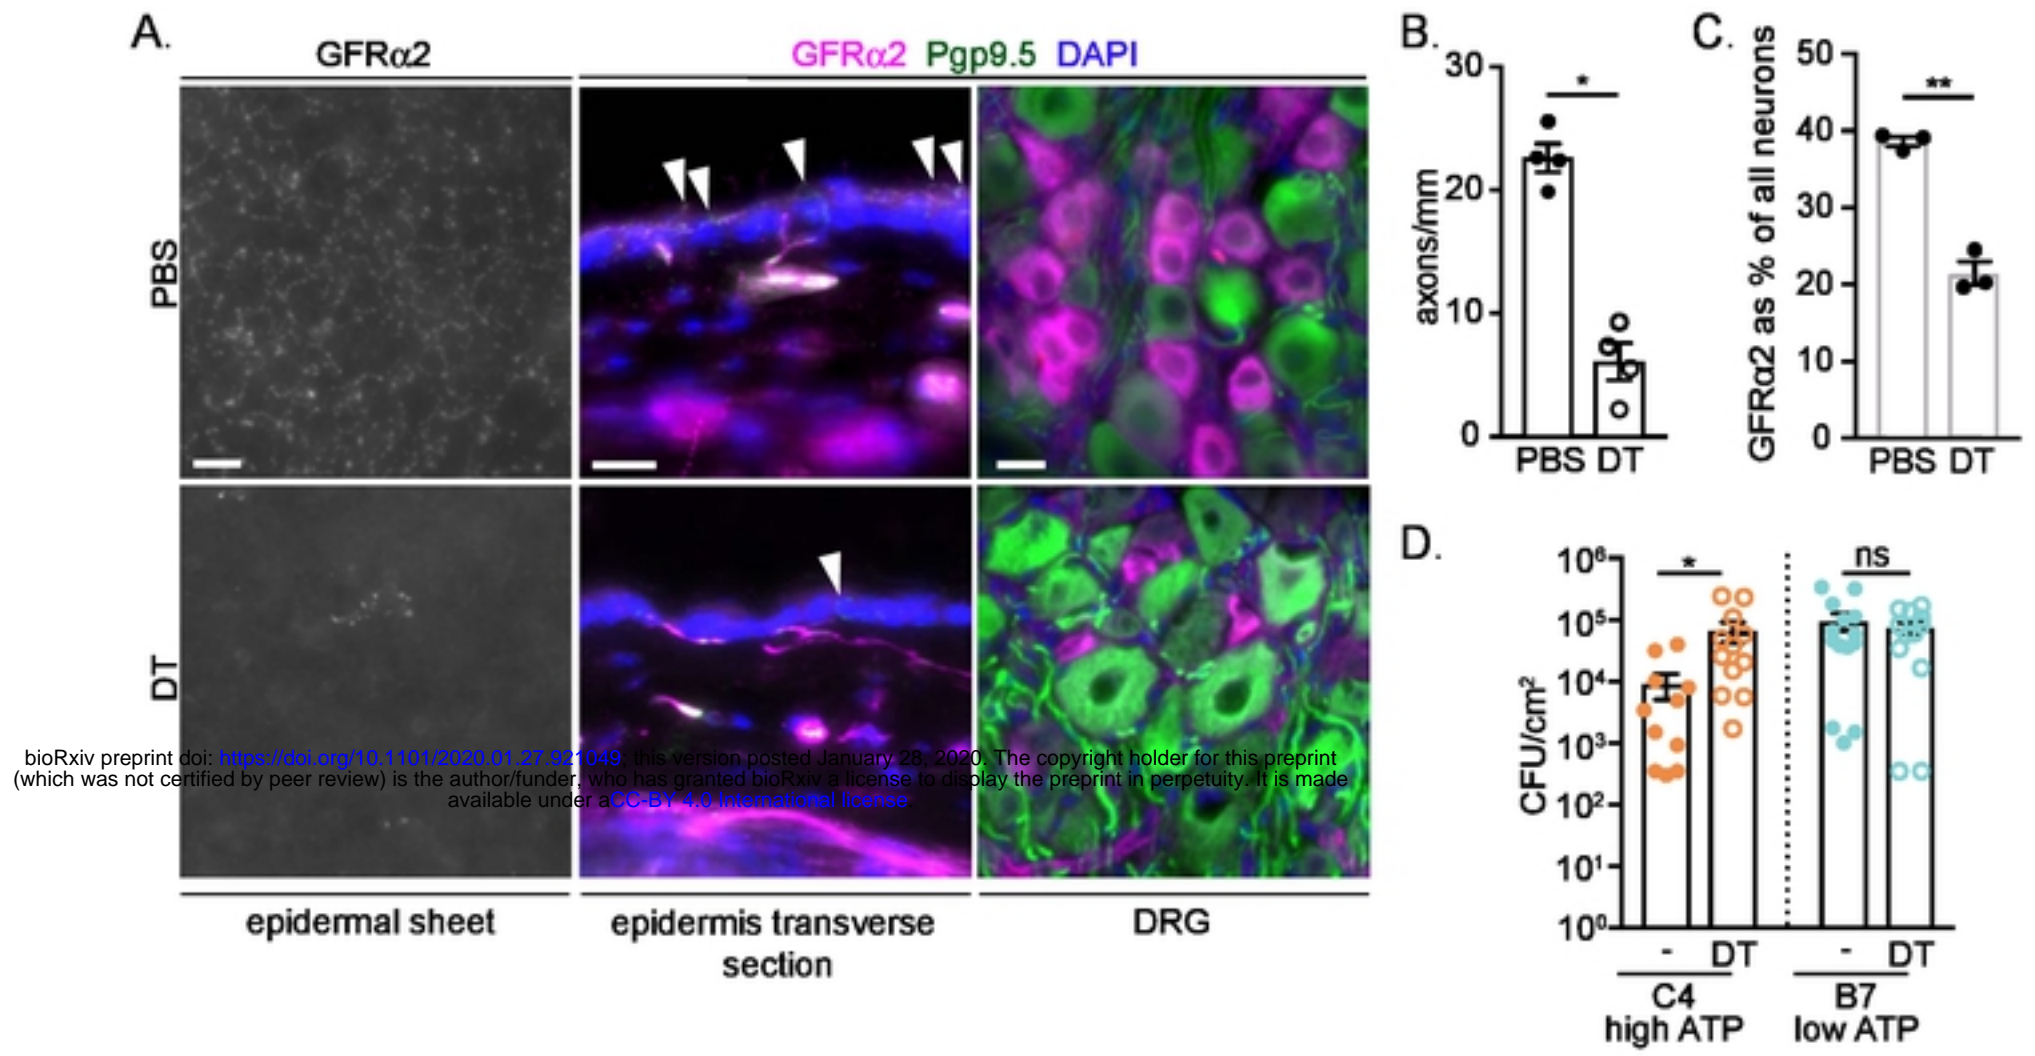 A.
GFRα2
GFRα2 Pgp9.5 DAPI
PBS
DT
epidermal sheet
epidermis transverse
section
DRG
bioRxiv preprint doi: https://doi.org/10.1101/2020.01.27.921049; this version posted January 28, 2020. The copyright holder for this preprint
(which was not certified by peer review) is the author/funder, who has granted bioRxiv a license to display the preprint in perpetuity. It is made
available under aCC-BY 4.0 International license.
B.
axons/mm
30
20
10
0
*
PBS DT
C.
GFRα2 as % of all neurons
50
40
30
20
10
0
**
PBS DT
D.
CFU/cm²
10⁶
10⁵
10⁴
10³
10²
10¹
10⁰
*
ns
- DT - DT
C4 B7
high ATP low ATP